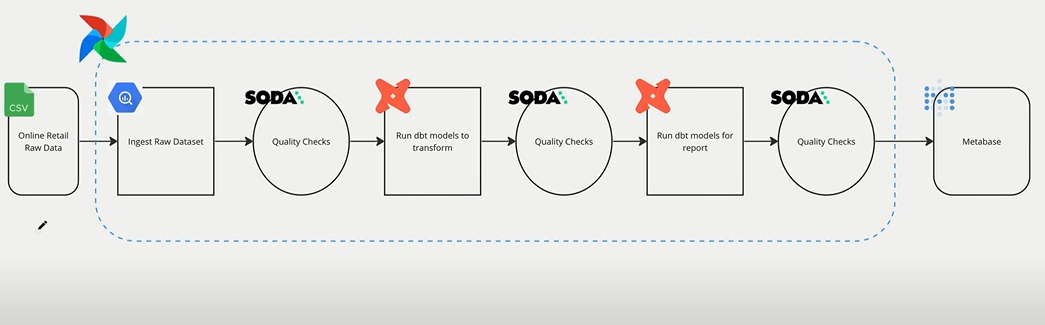 CSV
Online Retail
Raw Data
Ingest Raw Dataset
SODA
Quality Checks
Run dbt models to
transform
SODA
Quality Checks
Run dbt models for
report
SODA
Quality Checks
Metabase